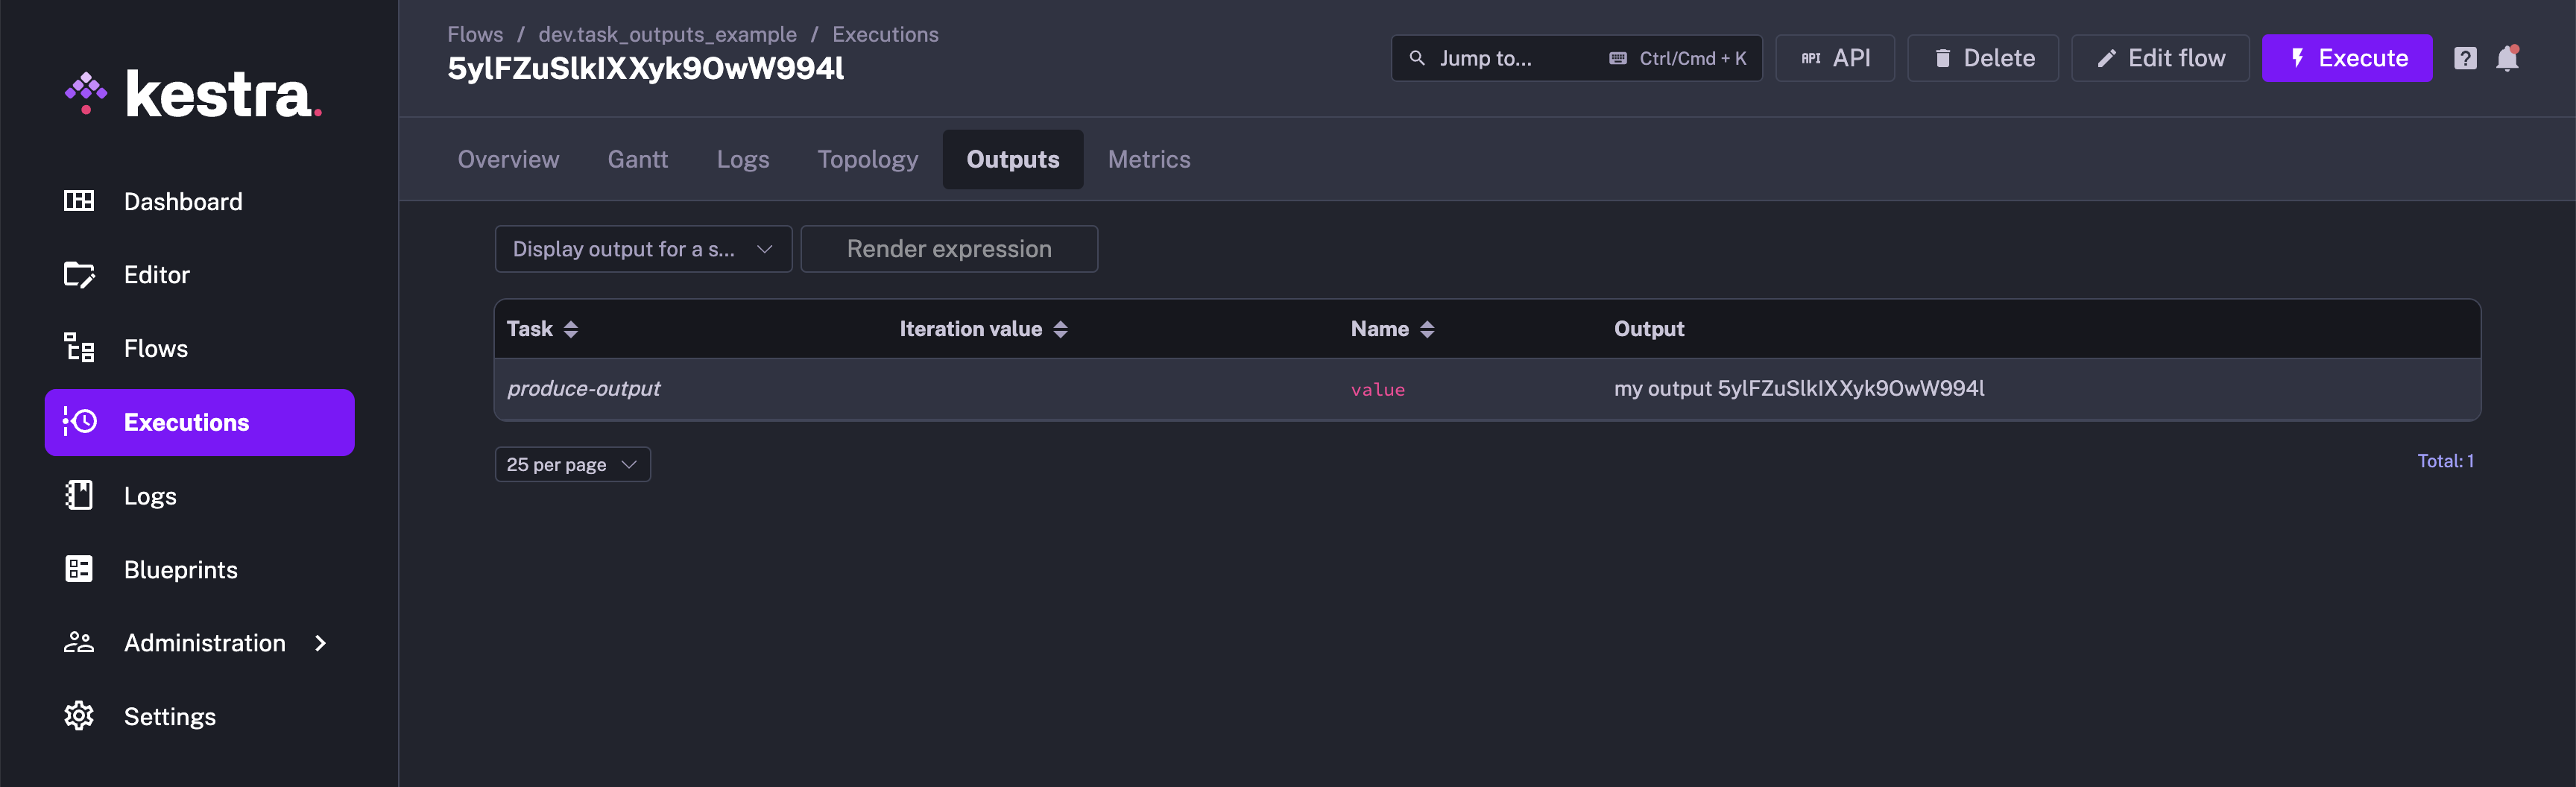 kestra.
Dashboard
Editor
Flows
Executions
Logs
Blueprints
Administration
Settings
Flows / dev.task_outputs_example / Executions
5ylFZuSlkIXXyk9OwW994l
Jump to... Ctrl/Cmd + K
API API
Delete
Edit flow
Execute
?
Overview Gantt Logs Topology Outputs Metrics
Display output for a s... Render expression
Task Iteration value Name Output
produce-output value my output 5ylFZuSlkIXXyk9OwW994l
25 per page Total: 1